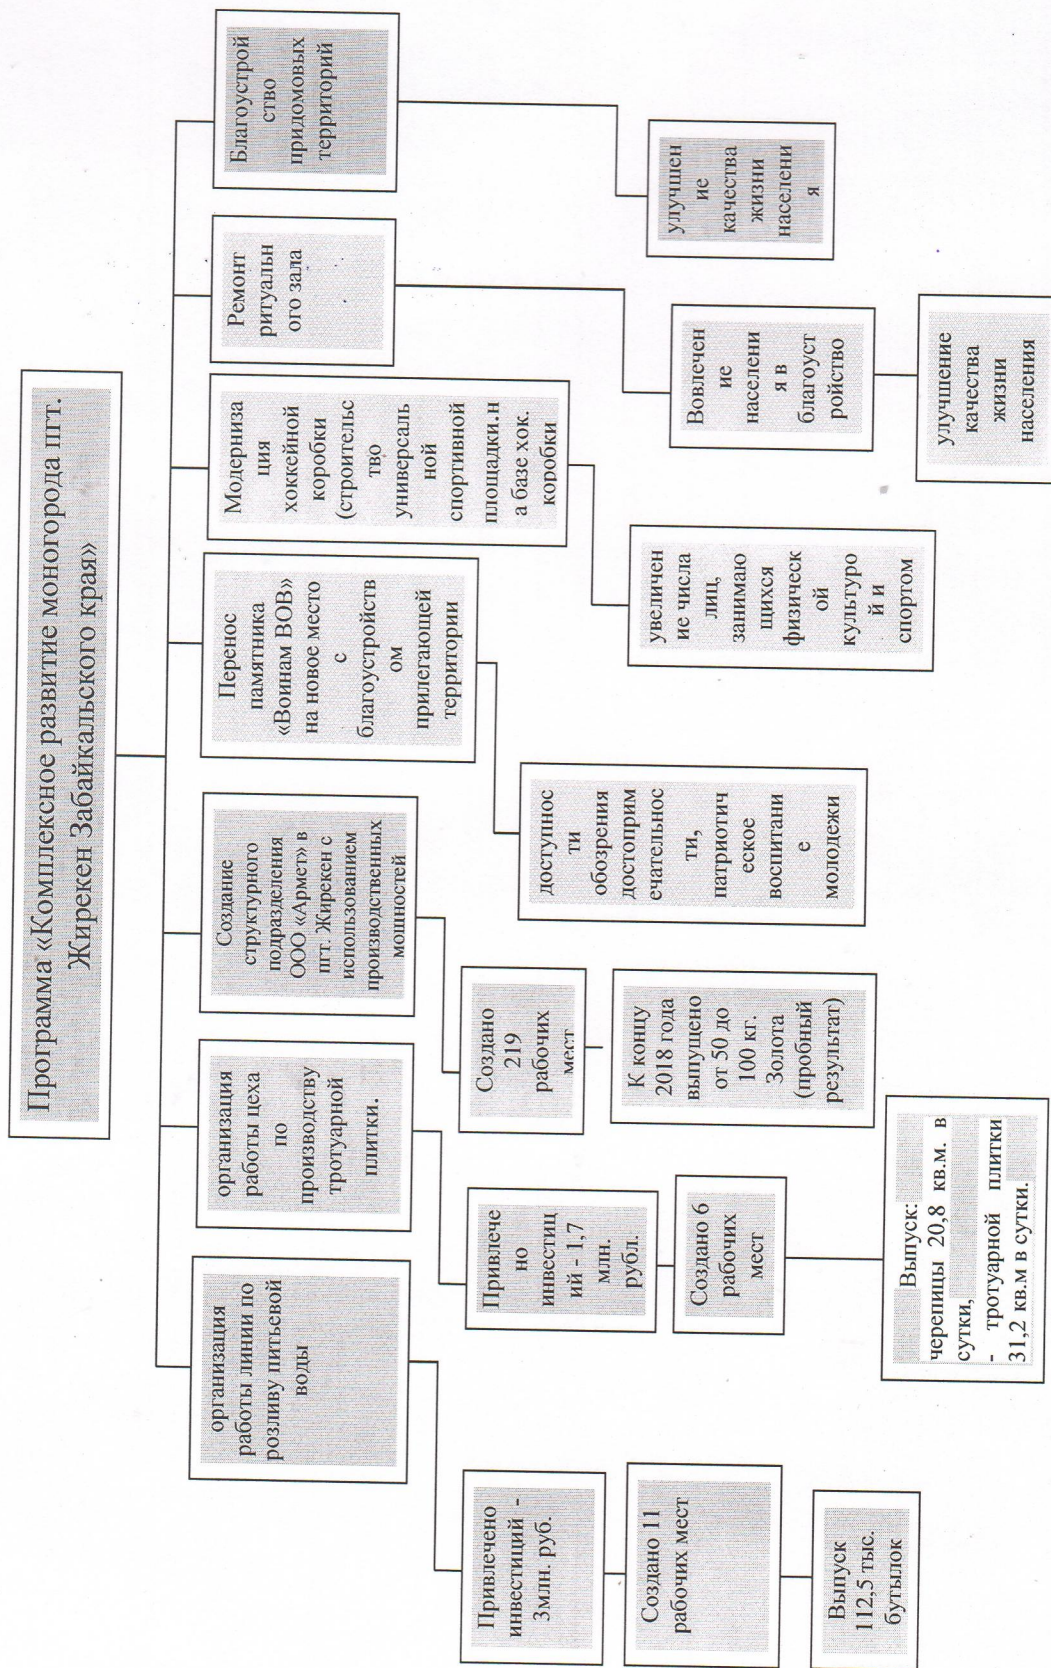 Программа «Комплексное развитие моногорода пгт.
Жирекен Забайкальского края»
организация
работы линии по
розливу питьевой
воды
Привлечено
инвестиций -
3млн. руб.
Создано 11
рабочих мест
Выпуск
112,5 тыс.
бутылок
организация
работы цеха
по
производству
тротуарной
плитки.
Привлече
но
инвестиц
ий - 1,7
млн.
рубл.
Создано 6
рабочих
мест
Выпуск:
черепицы 20,8 кв.м. в
сутки,
- тротуарной плитки
31,2 кв.м в сутки.
Создание
структурного
подразделения
ООО «Армет» в
пгт. Жирекен с
использованием
производственных
мошностей
Создано
219
рабочих
мест
К концу
2018 года
выпущено
от 50 до
100 кг.
Золота
(пробный
результат)
Перенос
памятника
«Воинам ВОВ»
на новое место
с
благоустройств
ом
прилегающей
территории
доступнос
ти
обозрения
достоприм
ечательнос
ти,
патриотич
еское
воспитани
е
молодежи
Модерниза
ция
хоккейной
коробки
(строительс
тво
универсаль
ной
спортивной
площадки.н
а базе хок.
коробки
увеличен
ие числа
лиц,
занимаю
щихся
физическ
ой
культуро
й и
спортом
Ремонт
ритуальн
ого зала
Вовлечен
ие
населени
я в
благоуст
ройство
улучшение
качества
жизни
населения
Благоустрой
ство
придомовых
территорий
улучшен
ие
качества
жизни
населени
я